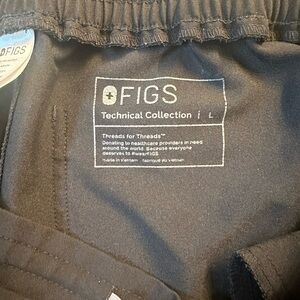 FIGS
FIGS
Technical Collection | L
Threads for Threads™
Donating to healthcare providers in need
around the world. Because everyone
deserves to #wearFIGS
Made in Vietnam